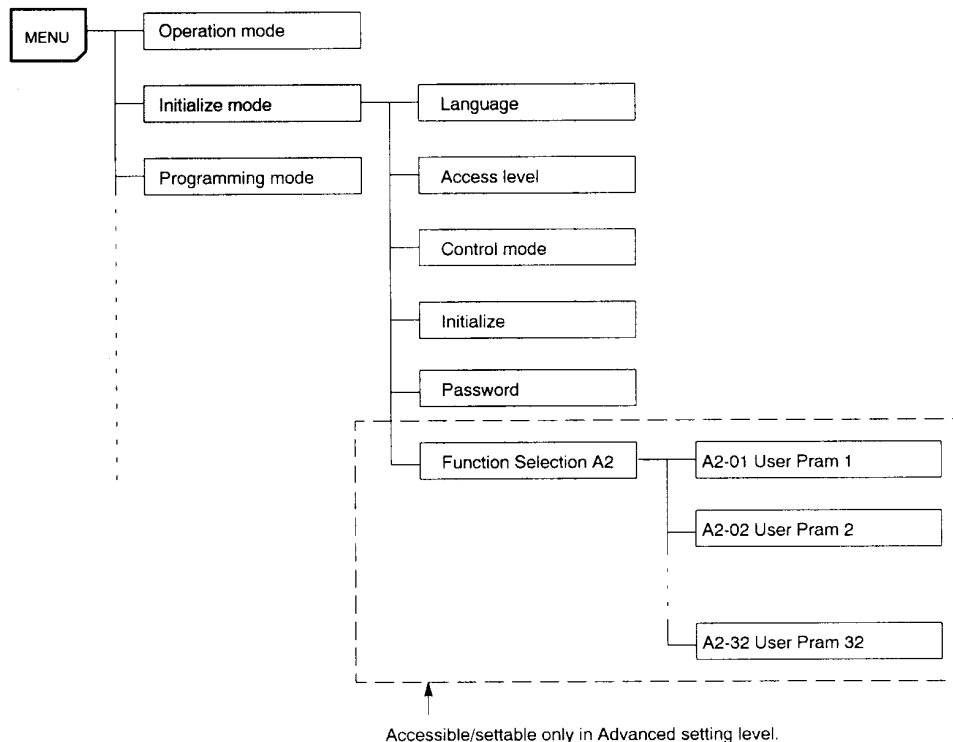 MENU
Operation mode
Initialize mode
Language
Programming mode
Access level
Control mode
Initialize
Password
Function Selection A2
A2-01 User Pram 1
A2-02 User Pram 2
A2-32 User Pram 32
Accessible/settable only in Advanced setting level.